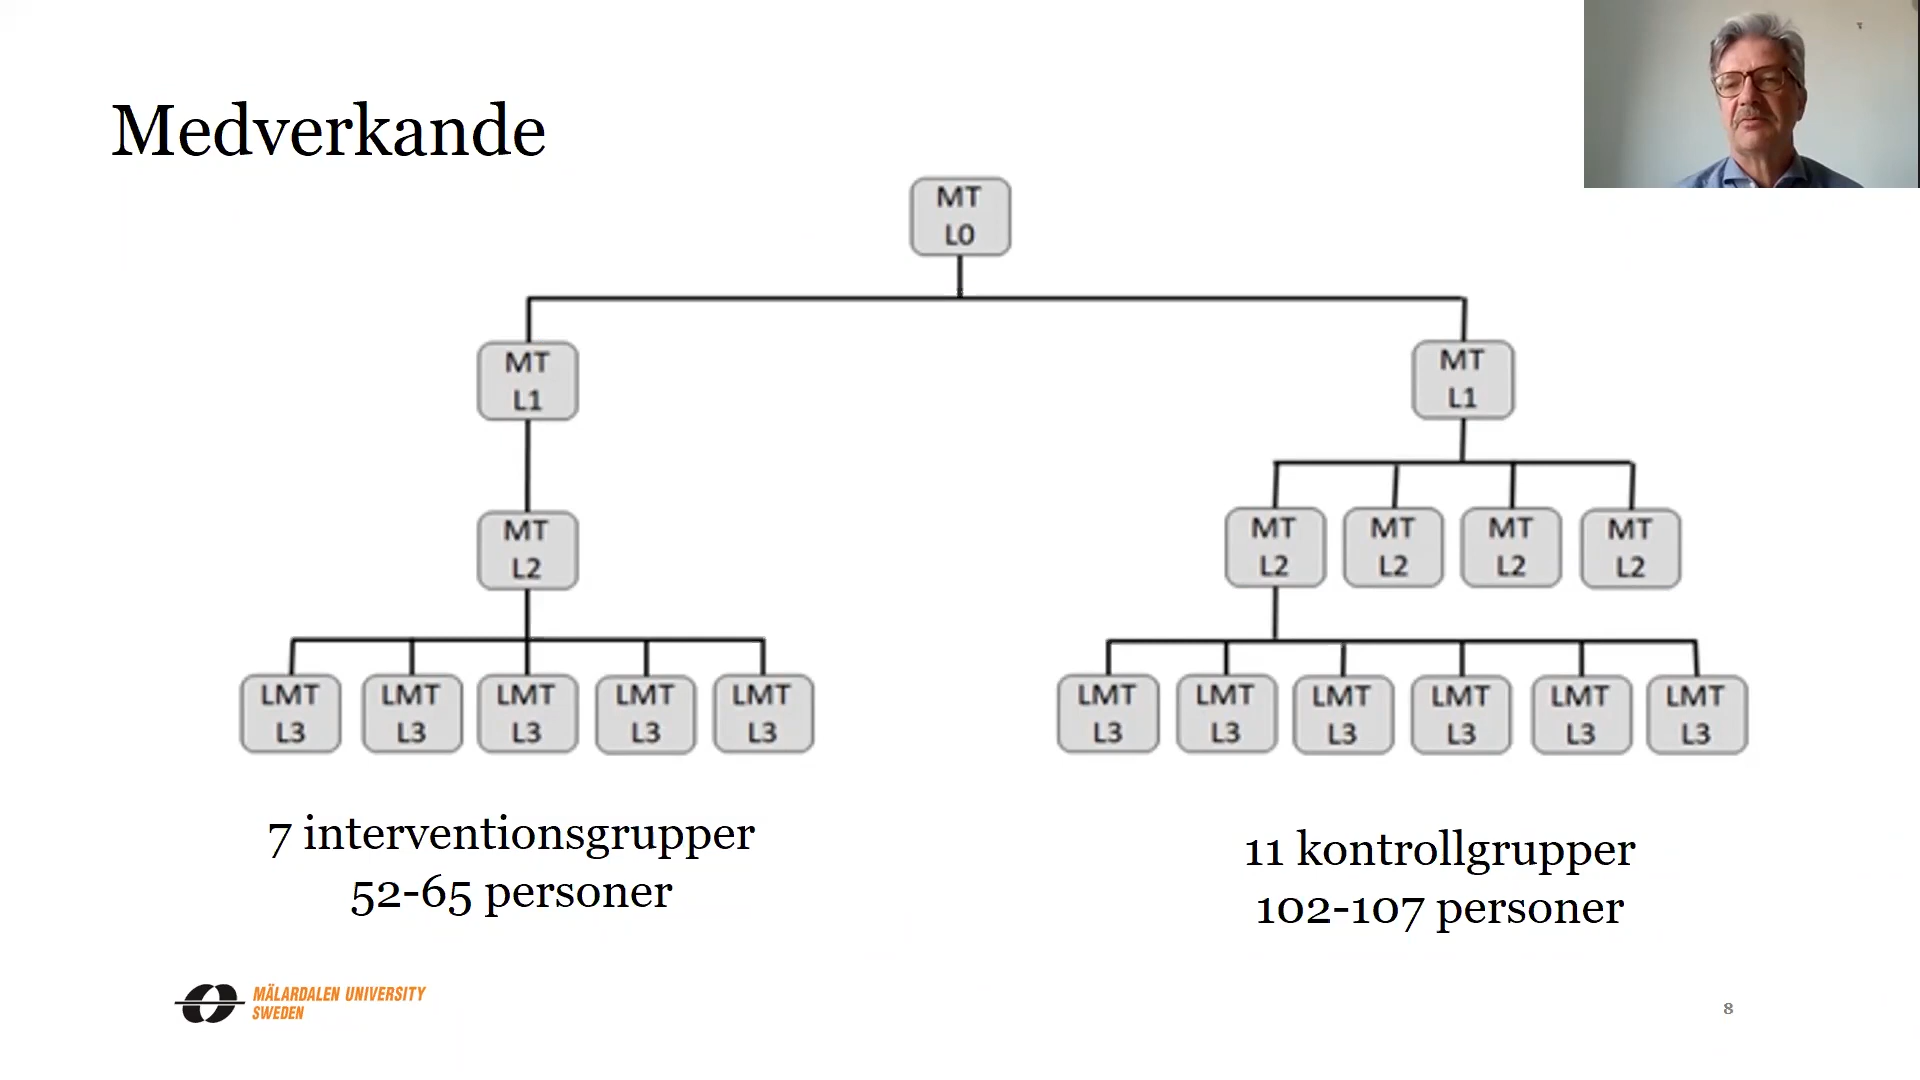 Medverkande
MT
L0
MT
L1
MT
L1
MT
L2
MT
L2
MT
L2
MT
L2
MT
L2
LMT
L3
LMT
L3
LMT
L3
LMT
L3
LMT
L3
LMT
L3
LMT
L3
LMT
L3
LMT
L3
LMT
L3
LMT
L3
7 interventionsgrupper
52-65 personer
11 kontrollgrupper
102-107 personer
MÄLARDALEN UNIVERSITY
SWEDEN
8